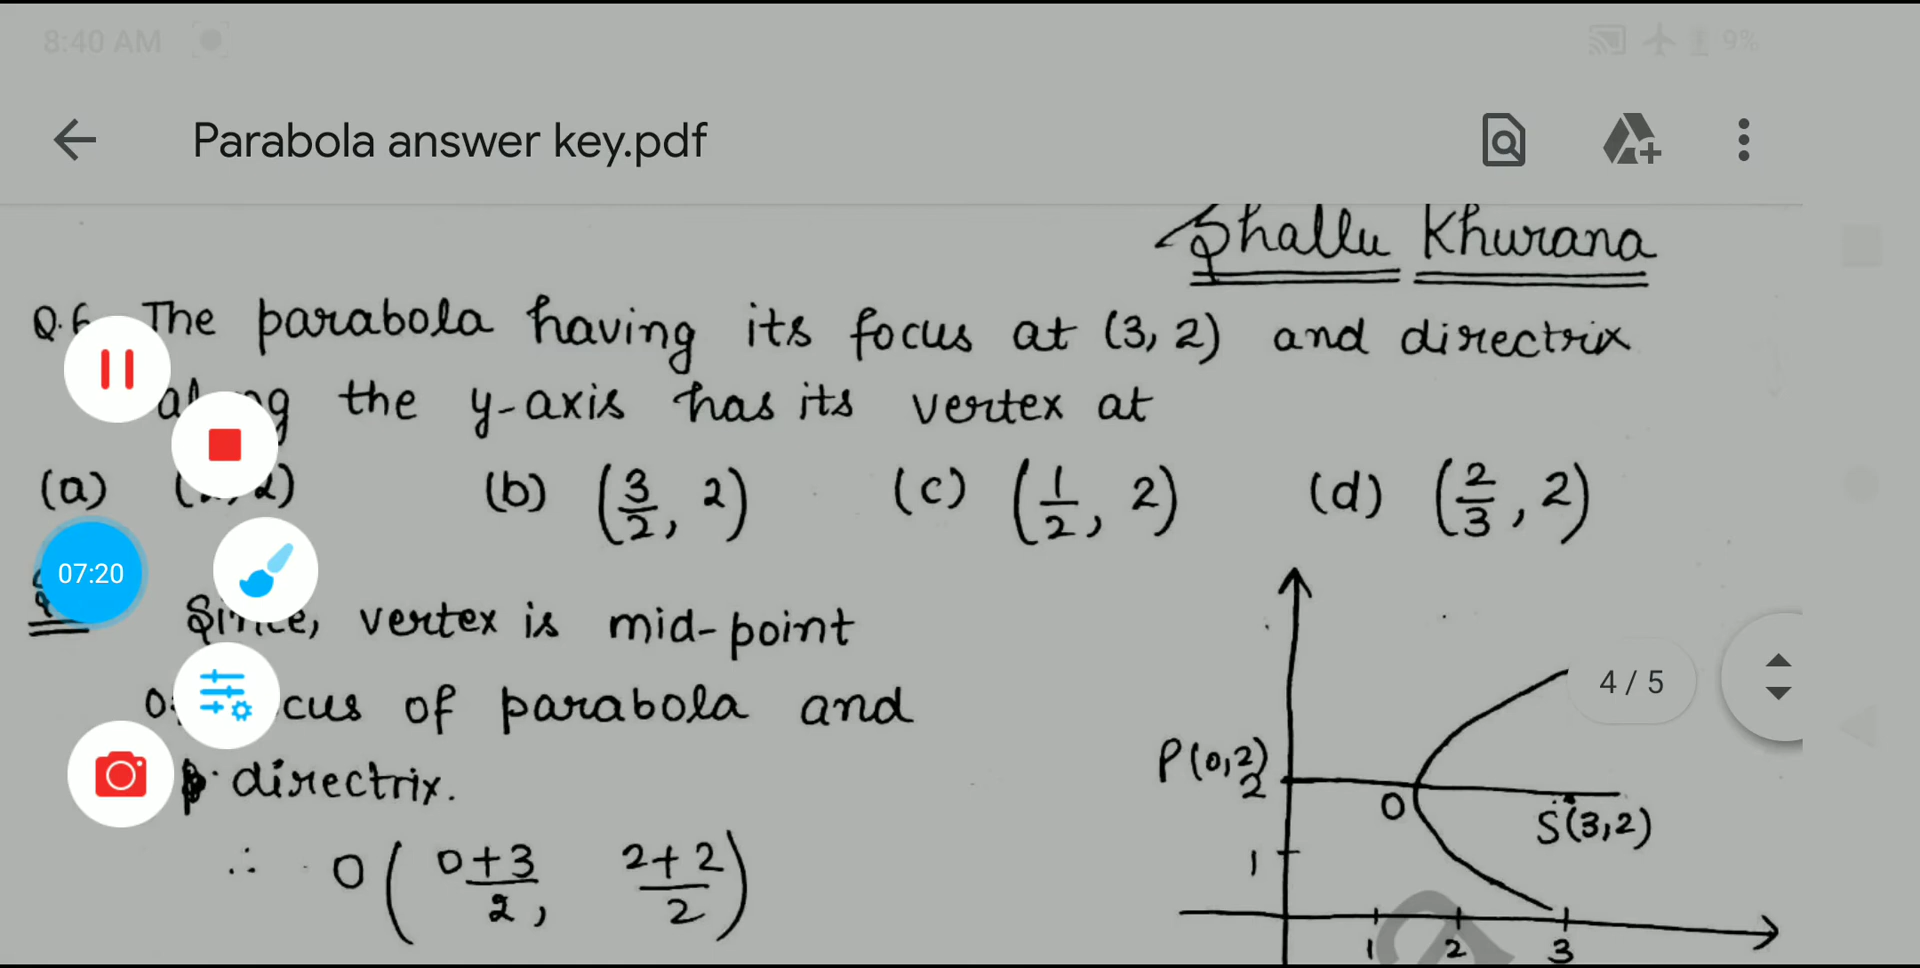 8:40 AM 9%
Parabola answer key.pdf
Shallu Khurana
Q.6 The parabola having its focus at (3, 2) and directrix
the y-axis has its vertex at
(a) (b) (3/2, 2) (c) (1/2, 2) (d) (2/3, 2)
07:20
vertex is mid-point
4 / 5
of parabola and
directrix.
P(0,2)
2
O
S(3,2)
∴ O(0+3/2, 2+2/2)
1
1 2 3